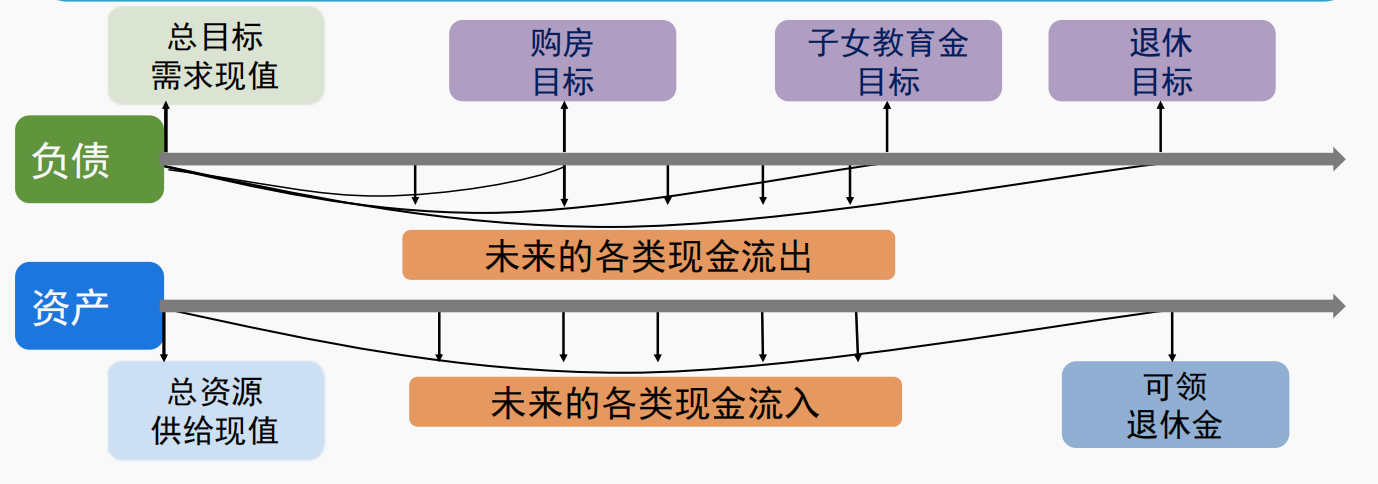 总目标
需求现值
购房
目标
子女教育金
目标
退休
目标
负债
未来的各类现金流出
资产
总资源
供给现值
未来的各类现金流入
可领
退休金